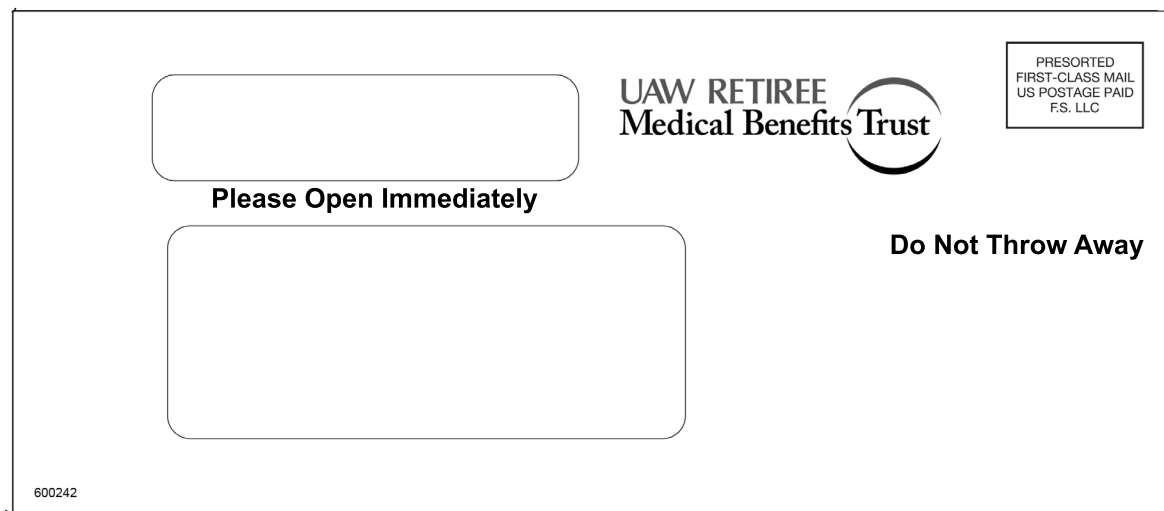 UAW RETIREE
Medical Benefits Trust
PRESORTED
FIRST-CLASS MAIL
US POSTAGE PAID
F.S. LLC
Please Open Immediately
Do Not Throw Away
600242